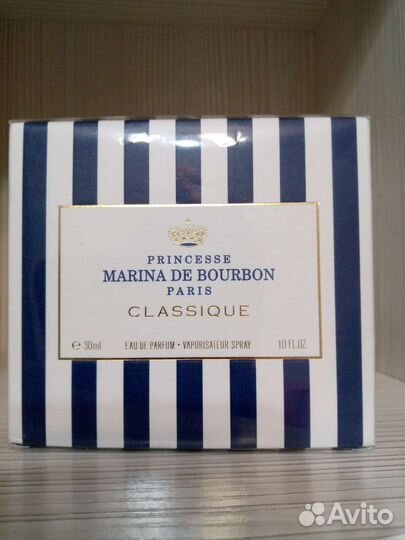 PRINCESSE
MARINA DE BOURBON
PARIS
CLASSIQUE
e 30ml EAU DE PARFUM • VAPORISATEUR SPRAY 1.0 FL.OZ.
Avito